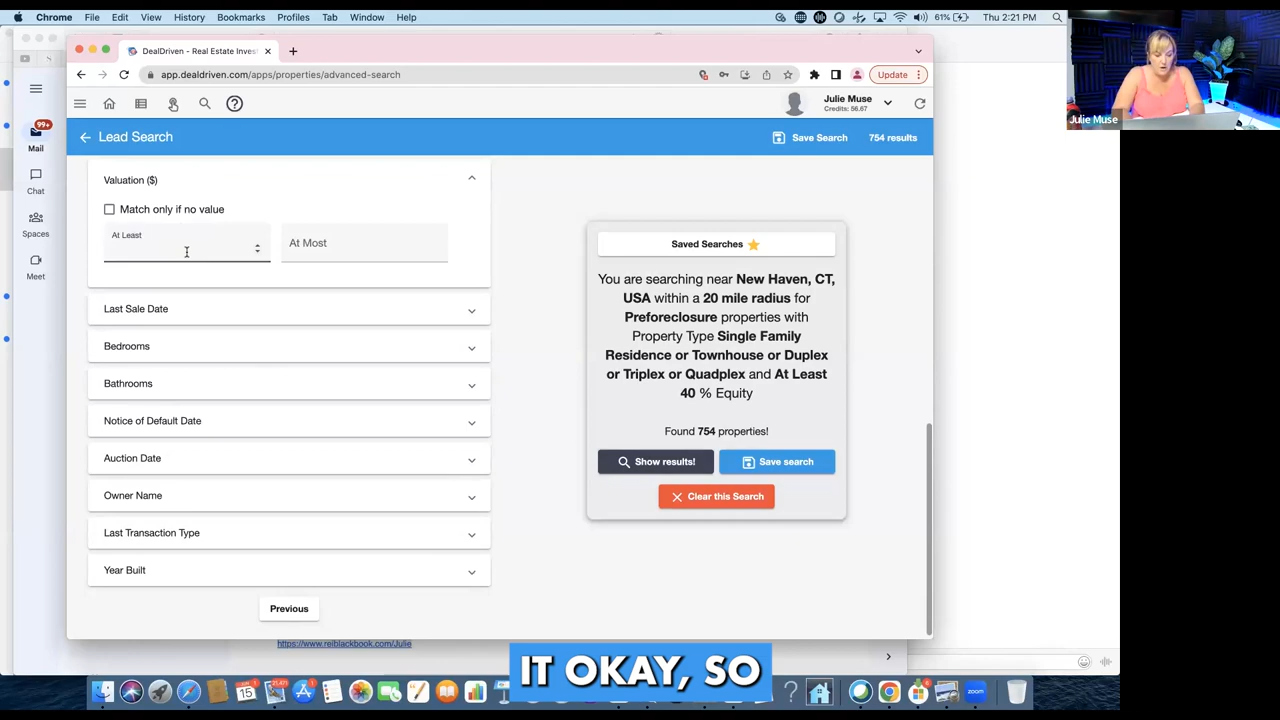 Chrome File Edit View History Bookmarks Profiles Tab Window Help
61% Thu 2:21 PM
DealDriven - Real Estate Invest
app.dealdriven.com/apps/properties/advanced-search
Update
99+
Mail
Chat
Spaces
Meet
Julie Muse
Credits: 56.67
Julie Muse
Lead Search
Save Search
754 results
Valuation ($)
Match only if no value
At Least
At Most
Last Sale Date
Bedrooms
Bathrooms
Notice of Default Date
Auction Date
Owner Name
Last Transaction Type
Year Built
Previous
Saved Searches
You are searching near New Haven, CT,
USA within a 20 mile radius for
Preforeclosure properties with
Property Type Single Family
Residence or Townhouse or Duplex
or Triplex or Quadplex and At Least
40 % Equity
Found 754 properties!
Show results!
Save search
Clear this Search
https://www.reiblackbook.com/Julie
IT OKAY, SO
15
zoom